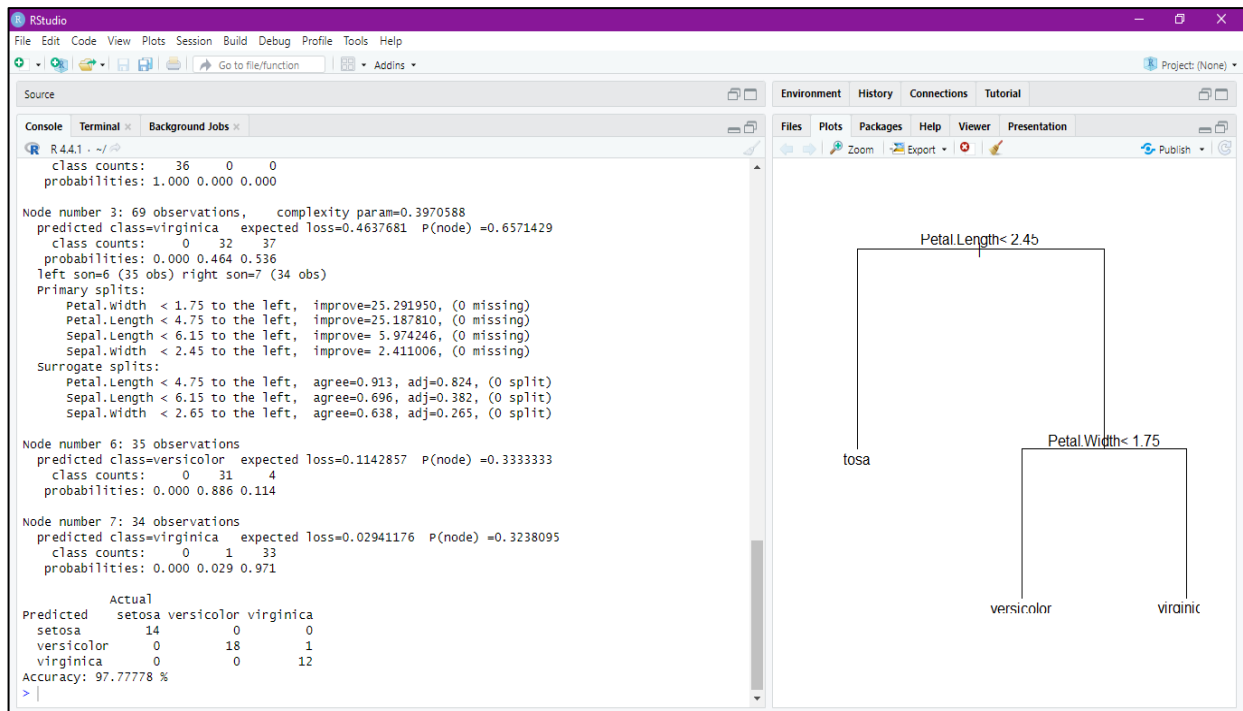 RStudio
File Edit Code View Plots Session Build Debug Profile Tools Help
Go to file/function Addins Project: (None)
Source
Console Terminal Background Jobs
R 4.4.1 · ~/
class counts: 36 0 0
probabilities: 1.000 0.000 0.000
Node number 3: 69 observations, complexity param=0.3970588
predicted class=virginica expected loss=0.4637681 P(node) =0.6571429
class counts: 0 32 37
probabilities: 0.000 0.464 0.536
left son=6 (35 obs) right son=7 (34 obs)
Primary splits:
Petal.Width < 1.75 to the left, improve=25.291950, (0 missing)
Petal.Length < 4.75 to the left, improve=25.187810, (0 missing)
Sepal.Length < 6.15 to the left, improve= 5.974246, (0 missing)
Sepal.Width < 2.45 to the left, improve= 2.411006, (0 missing)
Surrogate splits:
Petal.Length < 4.75 to the left, agree=0.913, adj=0.824, (0 split)
Sepal.Length < 6.15 to the left, agree=0.696, adj=0.382, (0 split)
Sepal.Width < 2.65 to the left, agree=0.638, adj=0.265, (0 split)
Node number 6: 35 observations
predicted class=versicolor expected loss=0.1142857 P(node) =0.3333333
class counts: 0 31 4
probabilities: 0.000 0.886 0.114
Node number 7: 34 observations
predicted class=virginica expected loss=0.02941176 P(node) =0.3238095
class counts: 0 1 33
probabilities: 0.000 0.029 0.971
Actual
Predicted setosa versicolor virginica
setosa 14 0 0
versicolor 0 18 1
virginica 0 0 12
Accuracy: 97.77778 %
>
Environment History Connections Tutorial
Files Plots Packages Help Viewer Presentation
Zoom Export Publish
Petal.Length< 2.45
tosa
Petal.Width< 1.75
versicolor
virginic